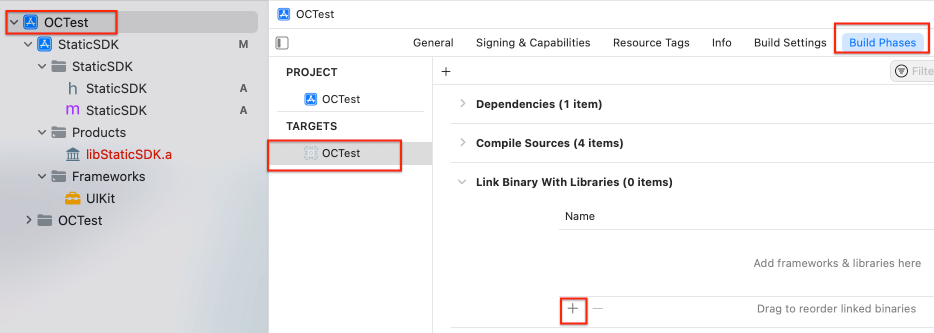 OCTest
StaticSDK M
StaticSDK
h StaticSDK A
m StaticSDK A
Products
libStaticSDK.a
Frameworks
UIKit
OCTest
OCTest
General Signing & Capabilities Resource Tags Info Build Settings Build Phases
PROJECT
OCTest
TARGETS
OCTest
+ Filte
Dependencies (1 item)
Compile Sources (4 items)
Link Binary With Libraries (0 items)
Name
Add frameworks & libraries here
+ — Drag to reorder linked binaries